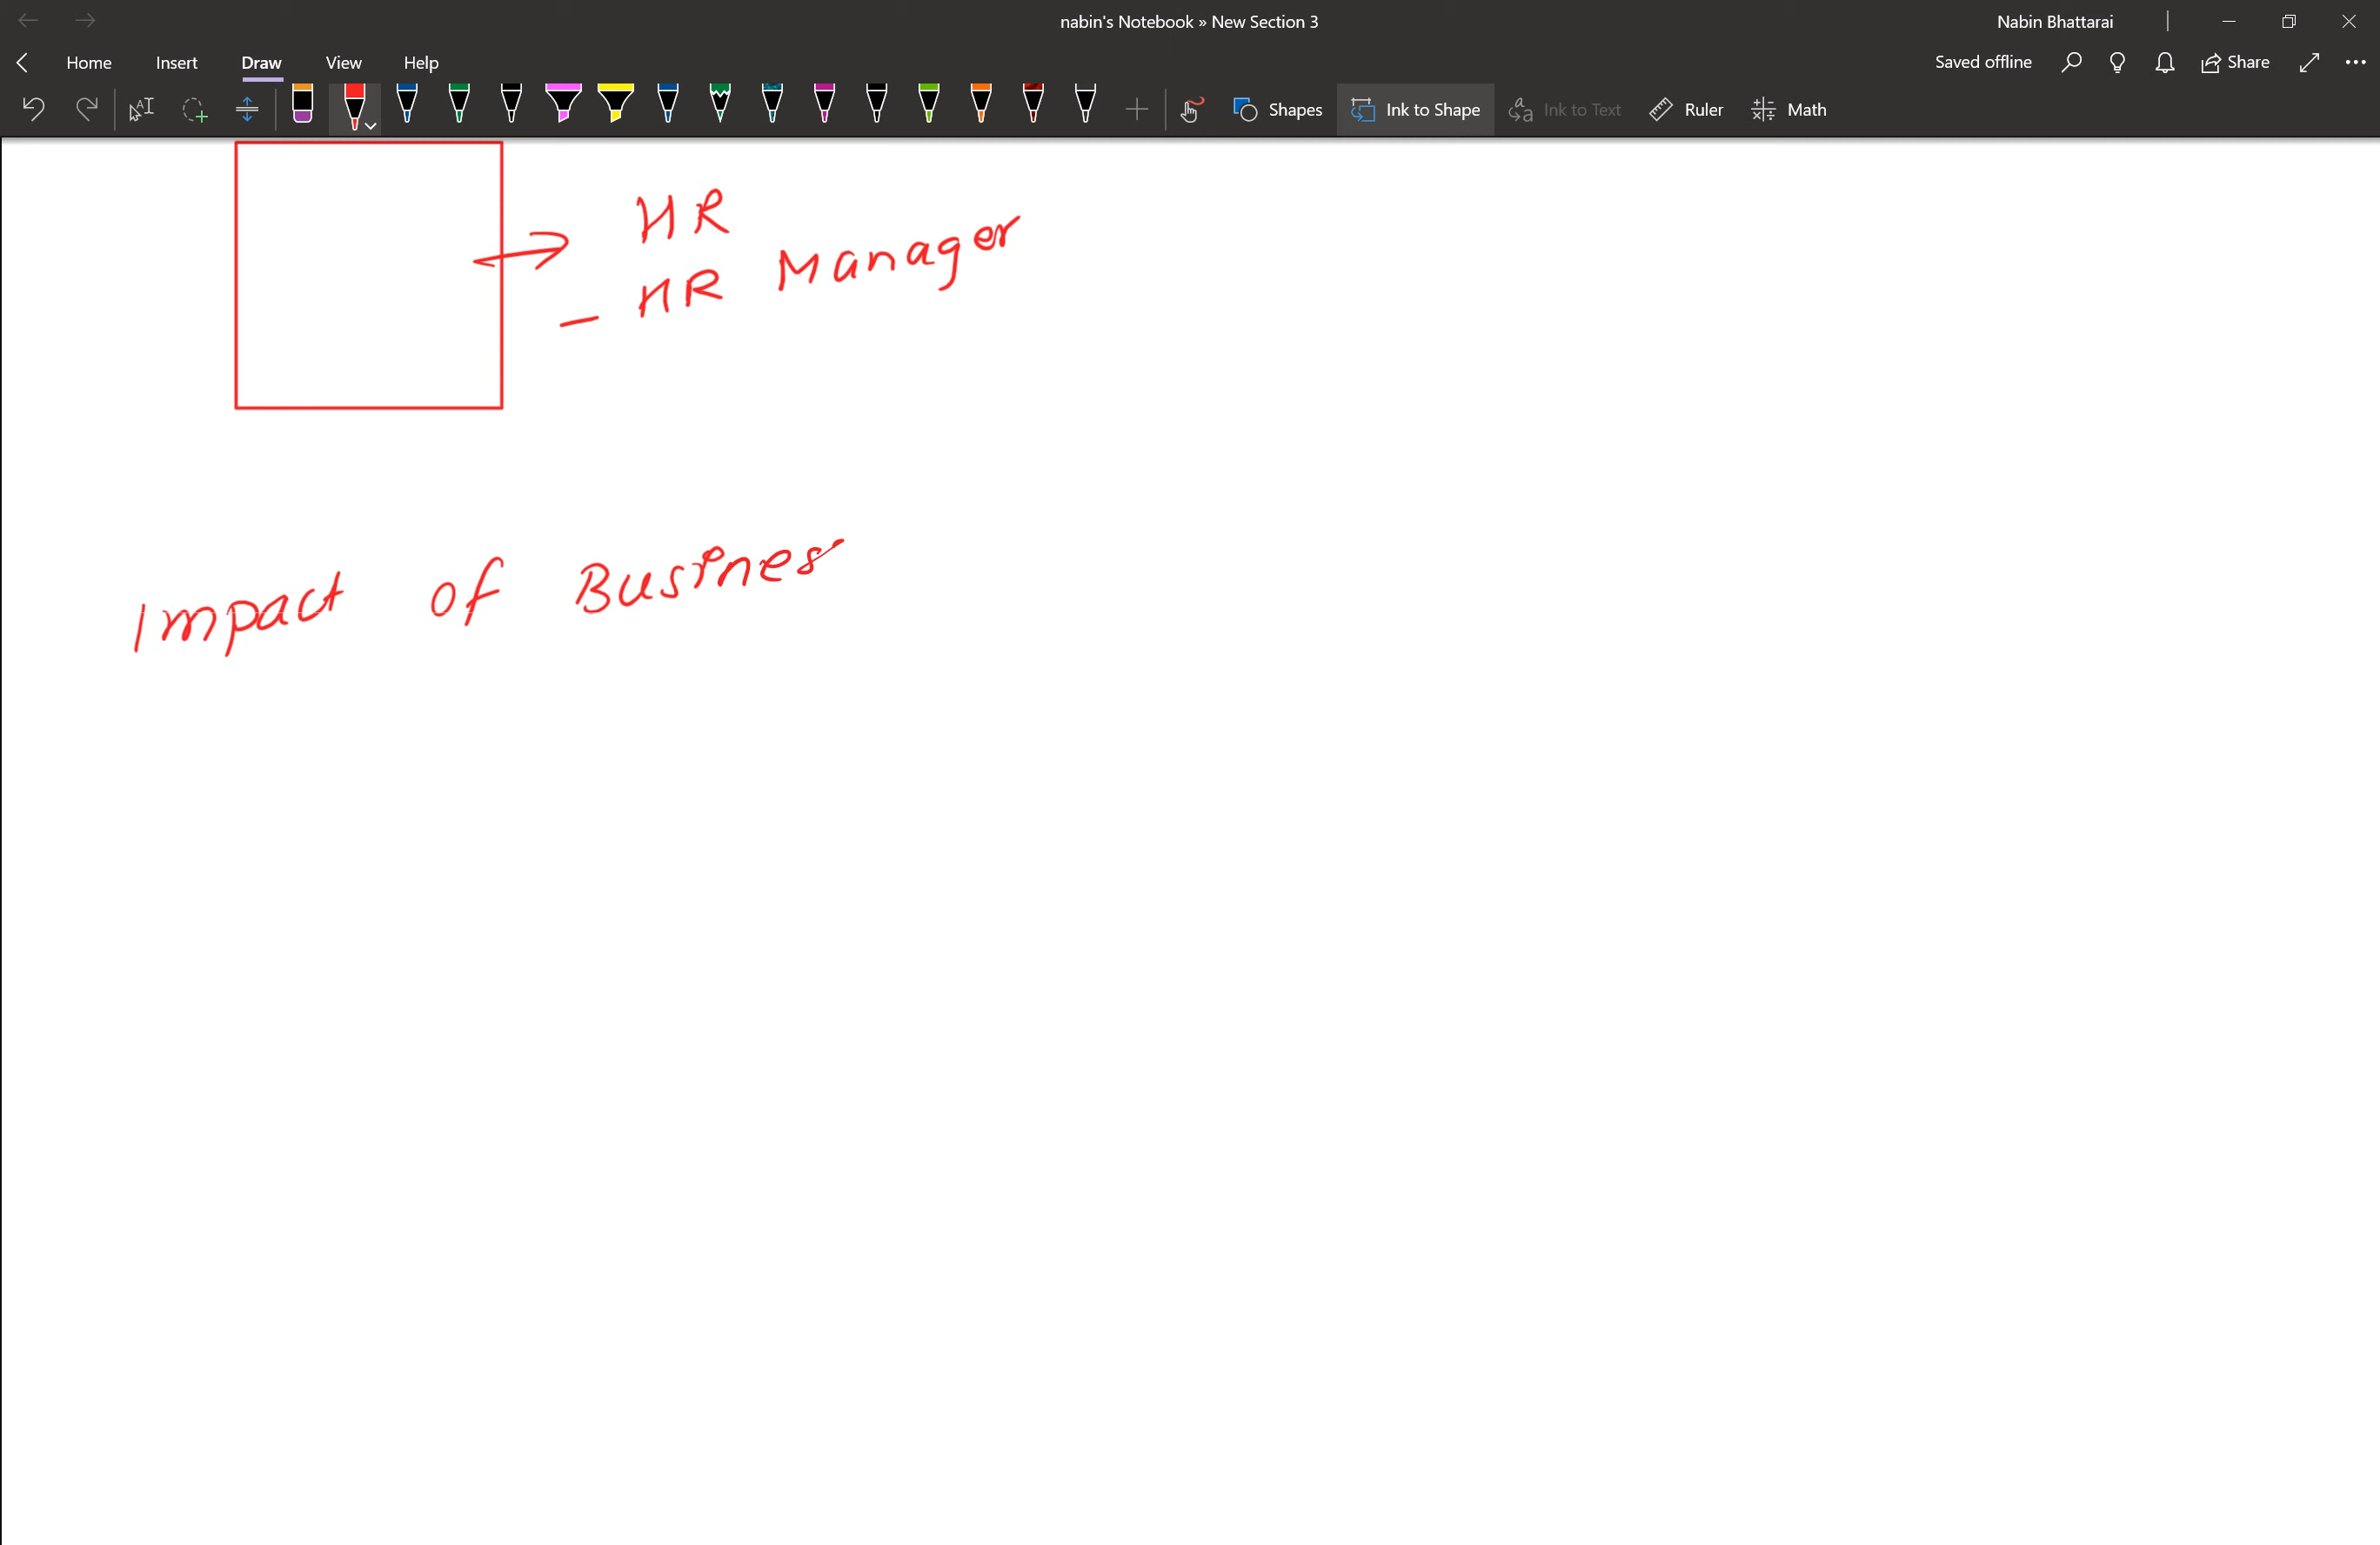 nabin's Notebook » New Section 3
Nabin Bhattarai
Home Insert Draw View Help
Saved offline Share
Shapes Ink to Shape Ink to Text Ruler Math
HR
- HR Manager
Impact of Busines